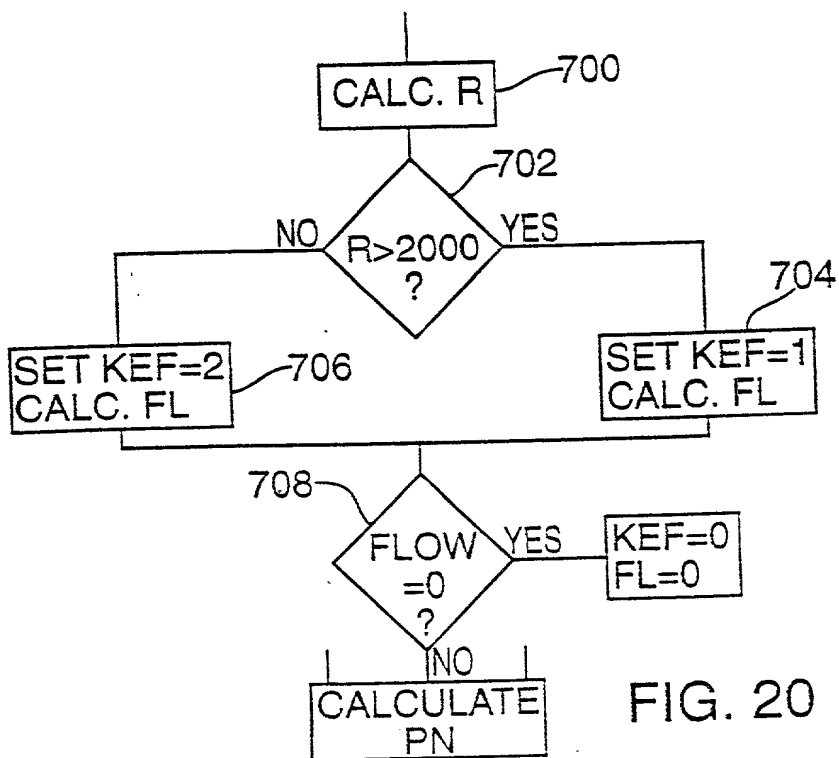 CALC. R
700
702
NO
R>2000
?
YES
704
SET KEF=2
CALC. FL
706
SET KEF=1
CALC. FL
708
FLOW
=0
?
YES
KEF=0
FL=0
NO
CALCULATE
PN
FIG. 20